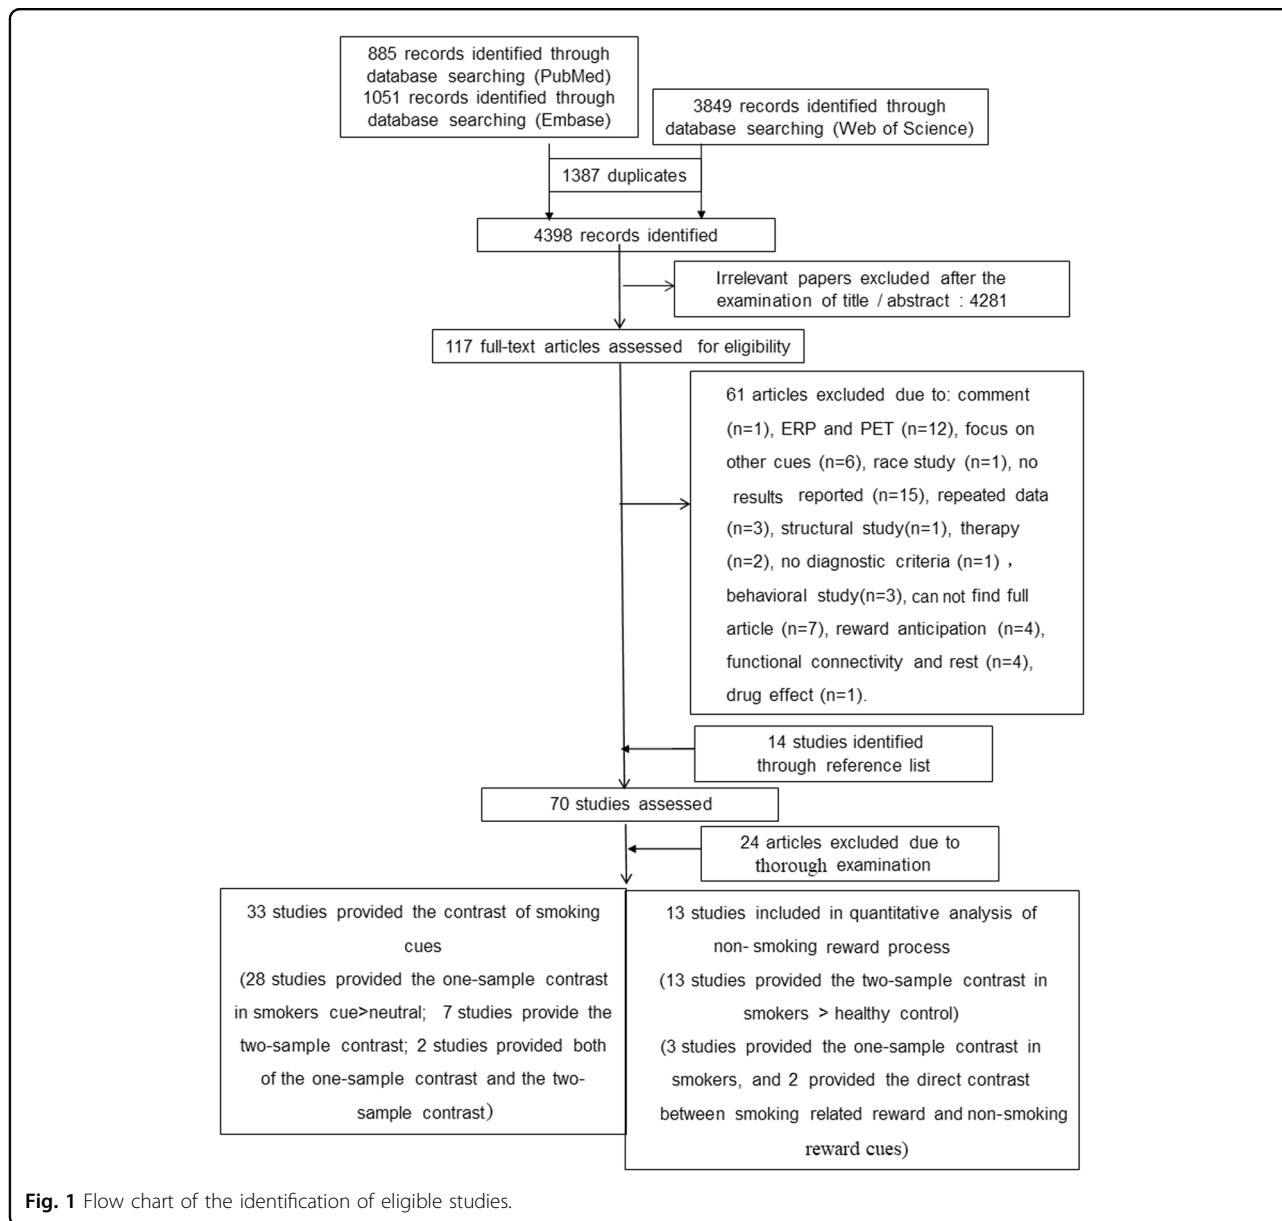 885 records identified through
database searching (PubMed)
1051 records identified through
database searching (Embase)
3849 records identified through
database searching (Web of Science)
1387 duplicates
4398 records identified
Irrelevant papers excluded after the
examination of title / abstract : 4281
117 full-text articles assessed for eligibility
61 articles excluded due to: comment
(n=1), ERP and PET (n=12), focus on
other cues (n=6), race study (n=1), no
results reported (n=15), repeated data
(n=3), structural study(n=1), therapy
(n=2), no diagnostic criteria (n=1) ,
behavioral study(n=3), can not find full
article (n=7), reward anticipation (n=4),
functional connectivity and rest (n=4),
drug effect (n=1).
14 studies identified
through reference list
70 studies assessed
24 articles excluded due to
thorough examination
33 studies provided the contrast of smoking
cues
(28 studies provided the one-sample contrast
in smokers cue>neutral; 7 studies provide the
two-sample contrast; 2 studies provided both
of the one-sample contrast and the two-
sample contrast)
13 studies included in quantitative analysis of
non- smoking reward process
(13 studies provided the two-sample contrast in
smokers > healthy control)
(3 studies provided the one-sample contrast in
smokers, and 2 provided the direct contrast
between smoking related reward and non-smoking
reward cues)
Fig. 1 Flow chart of the identification of eligible studies.